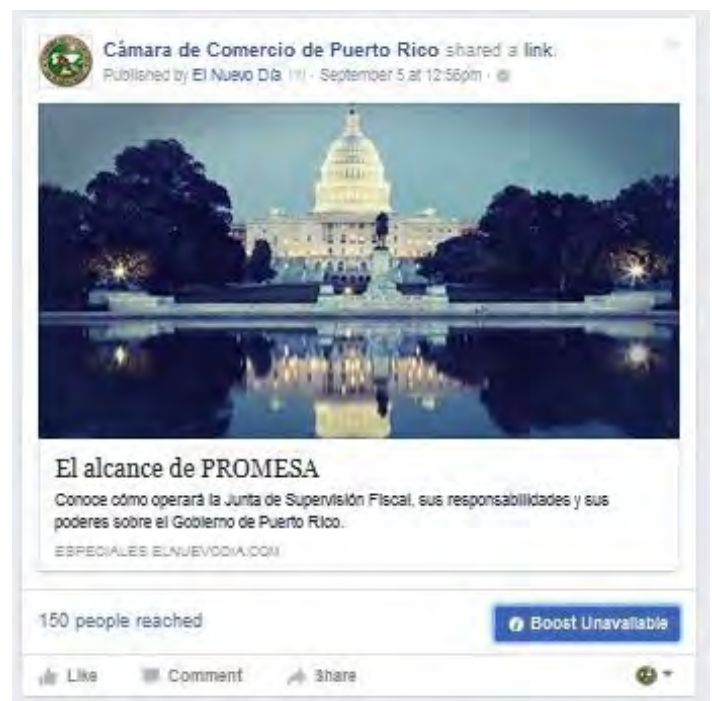 Cámara de Comercio de Puerto Rico shared a link.
Published by El Nuevo Día · September 5 at 12:56pm ·
El alcance de PROMESA
Conoce cómo operará la Junta de Supervisión Fiscal, sus responsabilidades y sus
poderes sobre el Gobierno de Puerto Rico.
ESPECIALES.ELNUEVODIA.COM
150 people reached
Boost Unavailable
Like Comment Share